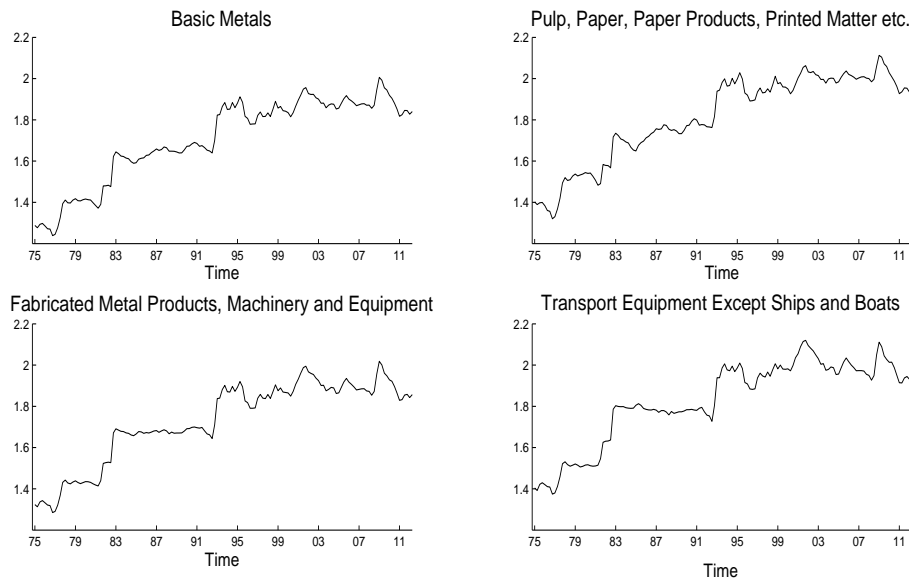 Basic Metals
2.2
2
1.8
1.6
1.4
75 79 83 87 91 95 99 03 07 11
Time
Pulp, Paper, Paper Products, Printed Matter etc.
2.2
2
1.8
1.6
1.4
75 79 83 87 91 95 99 03 07 11
Time
Fabricated Metal Products, Machinery and Equipment
2.2
2
1.8
1.6
1.4
75 79 83 87 91 95 99 03 07 11
Time
Transport Equipment Except Ships and Boats
2.2
2
1.8
1.6
1.4
75 79 83 87 91 95 99 03 07 11
Time